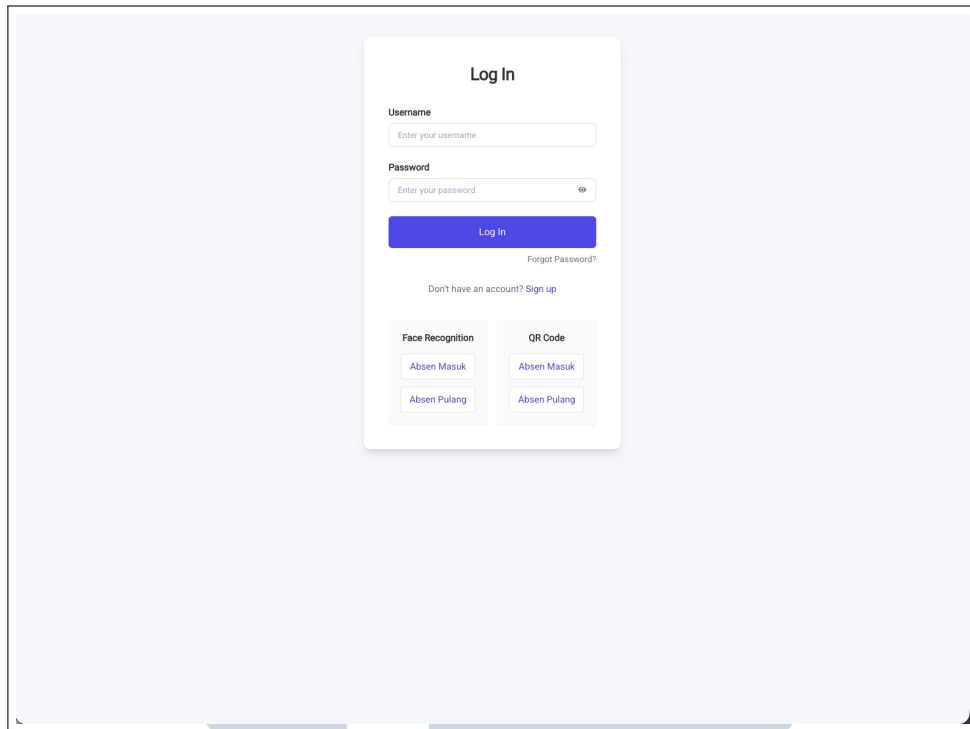 Log In
Username
Enter your username
Password
Enter your password
Log In
Forgot Password?
Don't have an account? Sign up
Face Recognition
Absen Masuk
Absen Pulang
QR Code
Absen Masuk
Absen Pulang